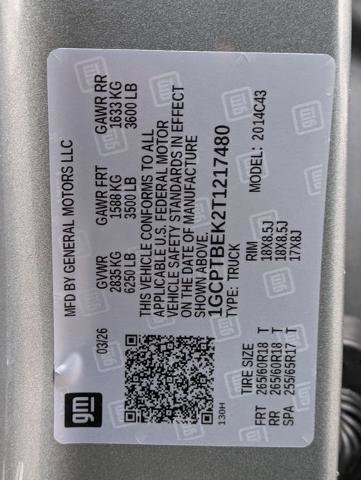 gm
MFD BY GENERAL MOTORS LLC
03/26
GVWR
2835 KG
6250 LB
GAWR FRT
1588 KG
3500 LB
GAWR RR
1633 KG
3600 LB
THIS VEHICLE CONFORMS TO ALL
APPLICABLE U.S. FEDERAL MOTOR
VEHICLE SAFETY STANDARDS IN EFFECT
ON THE DATE OF MANUFACTURE
SHOWN ABOVE.
1GCPTBEK2T1217480
TYPE: TRUCK
MODEL: 2014C43
130H
TIRE SIZE RIM
FRT 265/60R18 T 18X8.5J
RR 265/60R18 T 18X8.5J
SPA 255/65R17 T 17X8J